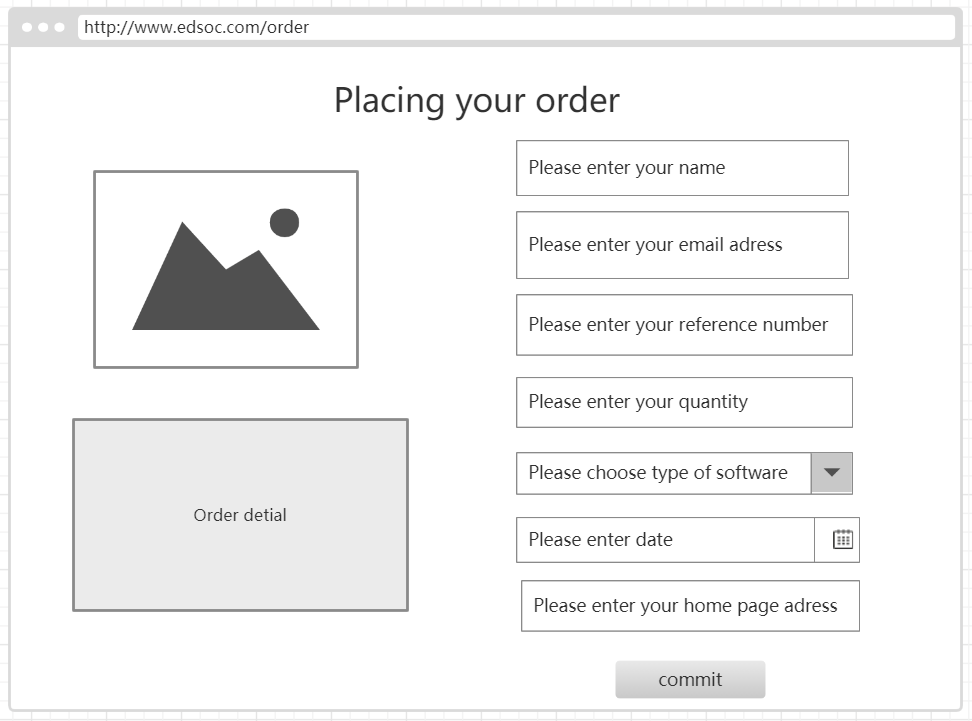 http://www.edsoc.com/order
Placing your order
Please enter your name
Please enter your email adress
Please enter your reference number
Please enter your quantity
Please choose type of software
Please enter date
Please enter your home page adress
commit
Order detial